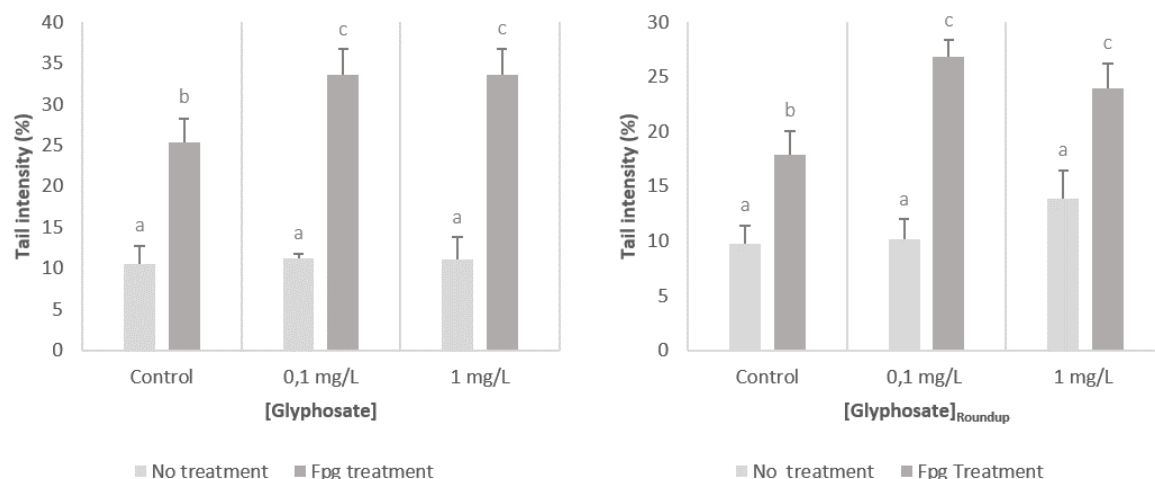 40
35
30
25
20
15
10
5
0
Tail intensity (%)
a
b
a
c
a
c
Control
0,1 mg/L
1 mg/L
[Glyphosate]
No treatment
Fpg treatment
30
25
20
15
10
5
0
Tail intensity (%)
a
b
a
c
a
c
Control
0,1 mg/L
1 mg/L
[Glyphosate]Roundup
No treatment
Fpg Treatment